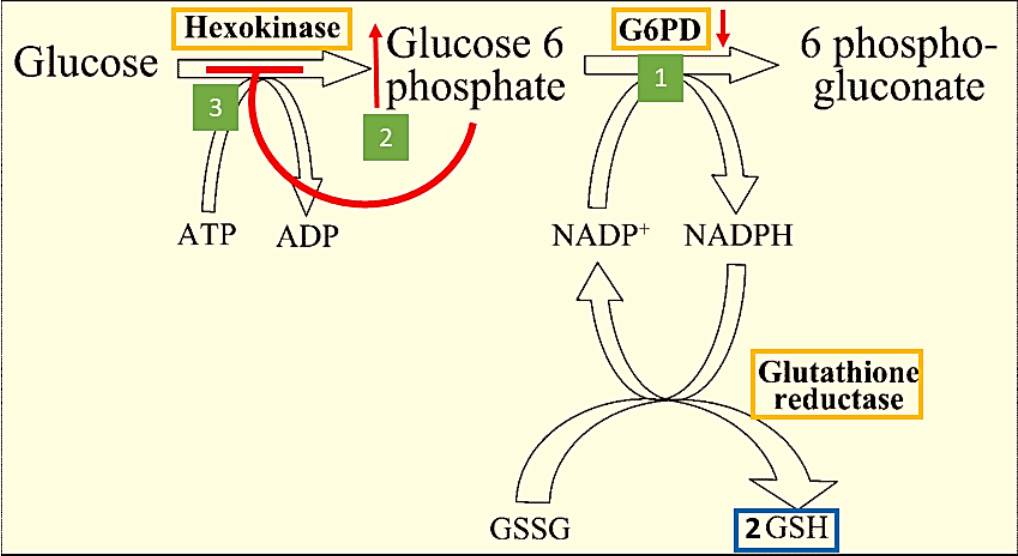 Hexokinase
G6PD
Glucose
Glucose 6
phosphate
6 phospho-
gluconate
1
2
3
ATP
ADP
NADP⁺
NADPH
Glutathione
reductase
GSSG
2 GSH